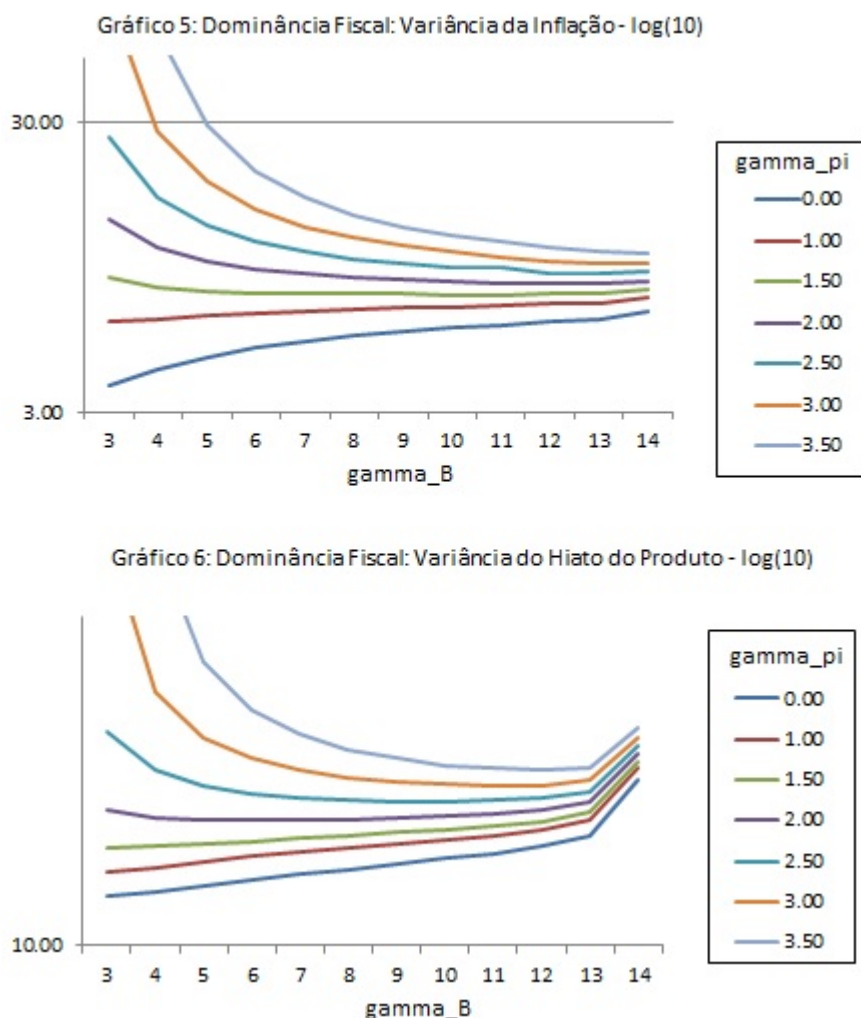 Gráfico 5: Dominância Fiscal: Variância da Inflação - log(10)
30.00
3.00
3 4 5 6 7 8 9 10 11 12 13 14
gamma_B
gamma_pi
0.00
1.00
1.50
2.00
2.50
3.00
3.50
Gráfico 6: Dominância Fiscal: Variância do Hiato do Produto - log(10)
10.00
3 4 5 6 7 8 9 10 11 12 13 14
gamma_B
gamma_pi
0.00
1.00
1.50
2.00
2.50
3.00
3.50